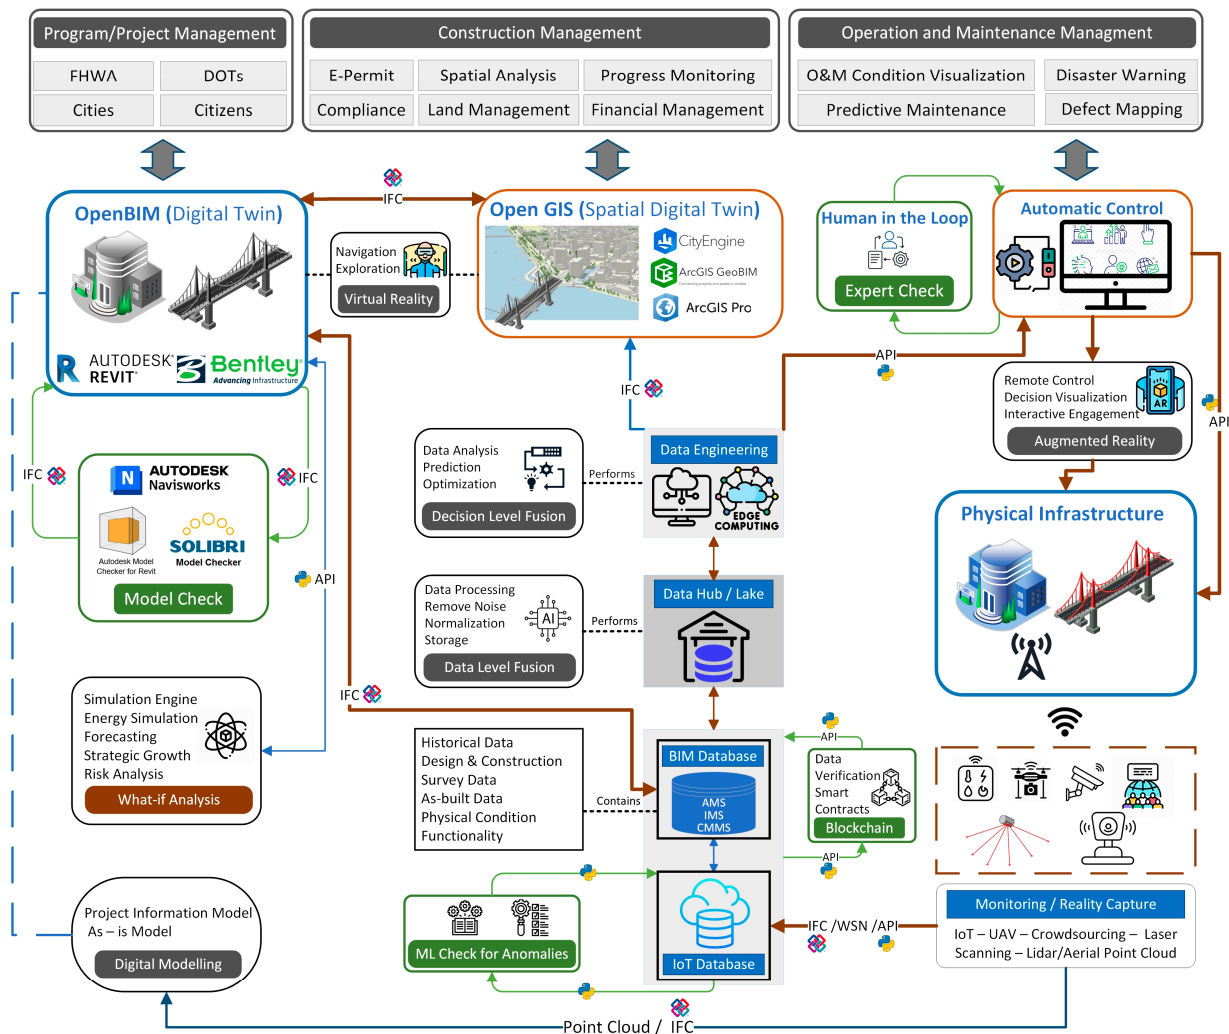 Program/Project Management
FHWA
DOTs
Cities
Citizens
Construction Management
E-Permit
Spatial Analysis
Progress Monitoring
Compliance
Land Management
Financial Management
Operation and Maintenance Managment
O&M Condition Visualization
Disaster Warning
Predictive Maintenance
Defect Mapping
OpenBIM (Digital Twin)
AUTODESK®
REVIT®
Bentley®
Advancing Infrastructure
IFC
Navigation
Exploration
Virtual Reality
Open GIS (Spatial Digital Twin)
CityEngine
ArcGIS GeoBIM
Connecting projects and assets in context
ArcGIS Pro
Human in the Loop
Expert Check
Automatic Control
API
IFC
Remote Control
Decision Visualization
Interactive Engagement
AR
Augmented Reality
API
IFC
AUTODESK
Navisworks
N
Autodesk Model
Checker for Revit
SOLIBRI
Model Checker
Model Check
IFC
API
Data Analysis
Prediction
Optimization
Decision Level Fusion
Performs
Data Engineering
EDGE
COMPUTING
Physical Infrastructure
Data Processing
Remove Noise
Normalization
Storage
AI
Data Level Fusion
Performs
Data Hub / Lake
Simulation Engine
Energy Simulation
Forecasting
Strategic Growth
Risk Analysis
What-if Analysis
IFC
Historical Data
Design & Construction
Survey Data
As-built Data
Physical Condition
Functionality
Contains
BIM Database
AMS
IMS
CMMS
API
Data
Verification
Smart
Contracts
Blockchain
API
Project Information Model
As – is Model
Digital Modelling
ML Check for Anomalies
IoT Database
IFC /WSN /API
Monitoring / Reality Capture
IoT – UAV – Crowdsourcing – Laser
Scanning – Lidar/Aerial Point Cloud
Point Cloud / IFC